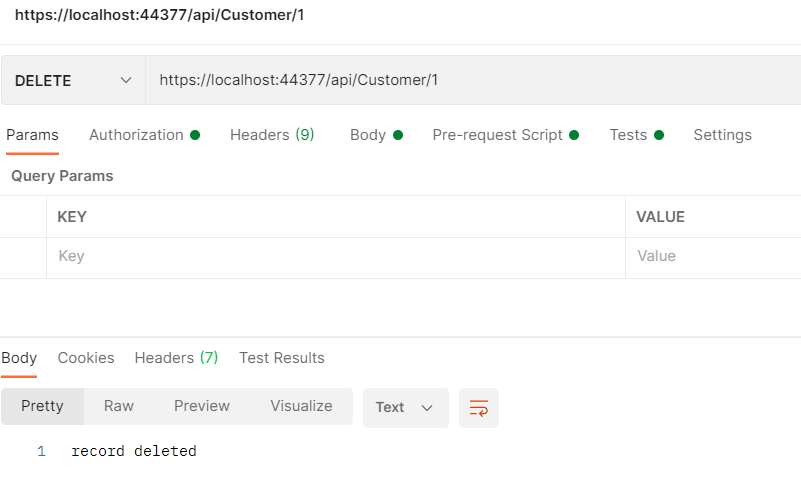 https://localhost:44377/api/Customer/1
DELETE https://localhost:44377/api/Customer/1
Params Authorization Headers (9) Body Pre-request Script Tests Settings
Query Params
KEY VALUE
Key Value
Body Cookies Headers (7) Test Results
Pretty Raw Preview Visualize Text
1 record deleted